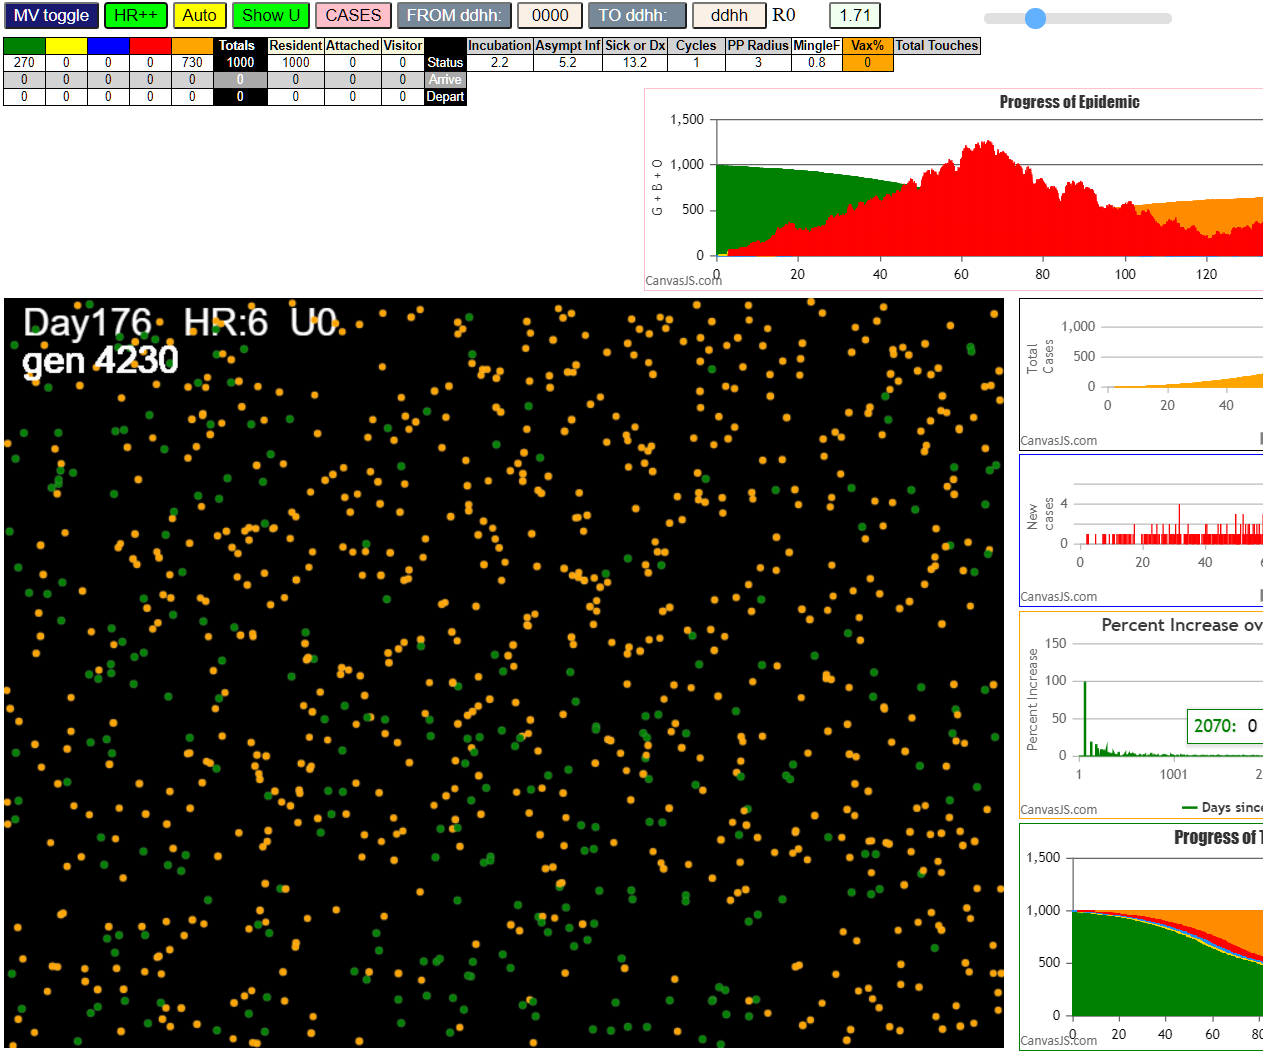 MV toggle HR++ Auto Show U CASES FROM ddhh: 0000 TO ddhh: ddhh R0 1.71
Totals Resident Attached Visitor Incubation Asympt Inf Sick or Dx Cycles PP Radius MingleF Vax% Total Touches
270 0 0 0 730 1000 1000 0 0 Status 2.2 5.2 13.2 1 3 0.8 0
0 0 0 0 0 0 0 0 0 Arrive
0 0 0 0 0 0 0 0 0 Depart
Progress of Epidemic
G + B + O
1,500
1,000
500
0
0 20 40 60 80 100 120
CanvasJS.com
Day176 HR:6 U0
gen 4230
Total
Cases
1,000
500
0
0 20 40
CanvasJS.com
New
cases
4
0
0 20 40 6
CanvasJS.com
Percent Increase ov
Percent Increase
150
100
50
0
2070: 0
1 1001 2
Days since
CanvasJS.com
Progress of T
1,500
1,000
500
0
0 20 40 60 80
CanvasJS.com